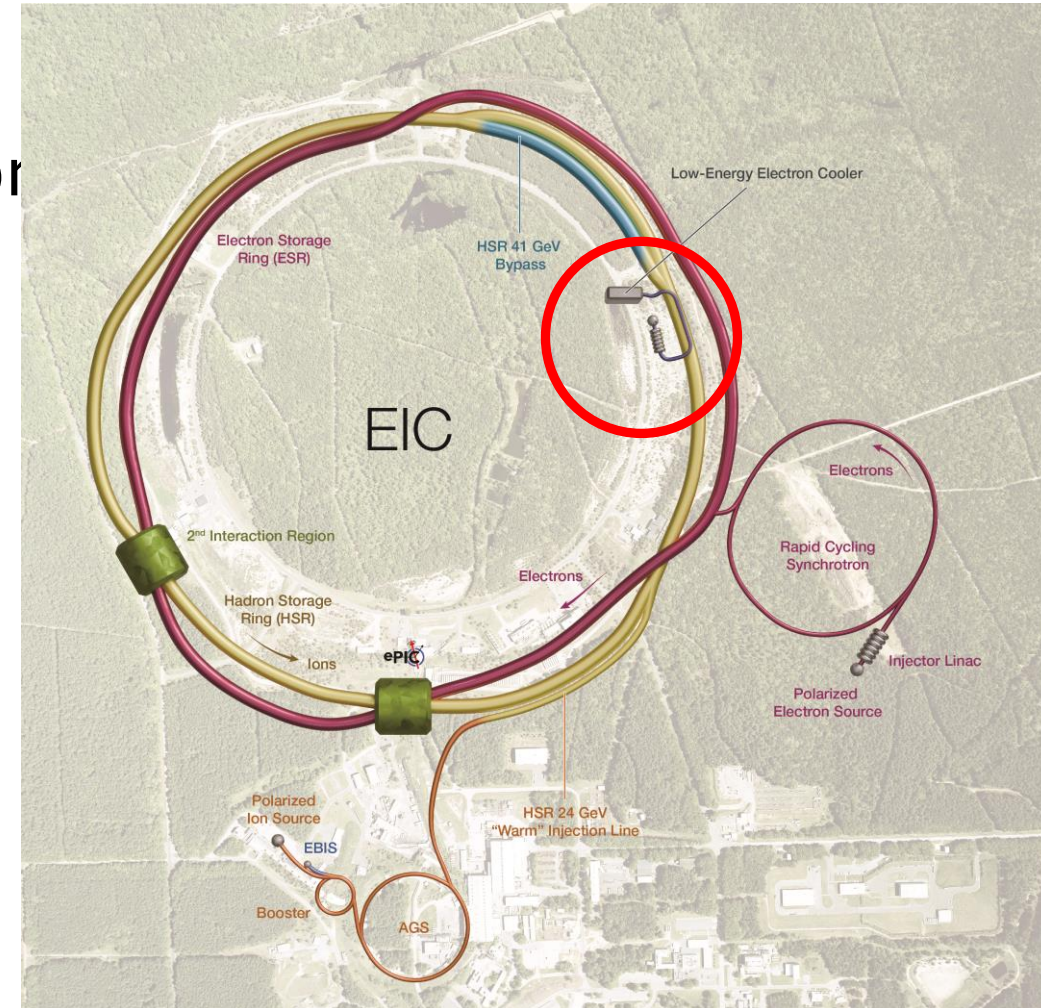 Low-Energy Electron Cooler
Electron Storage
Ring (ESR)
HSR 41 GeV
Bypass
EIC
Electrons
Rapid Cycling
Synchrotron
2nd Interaction Region
Electrons
Hadron Storage
Ring (HSR)
Ions
ePIC
Injector Linac
Polarized
Electron Source
Polarized
Ion Source
EBIS
HSR 24 GeV
"Warm" Injection Line
Booster
AGS